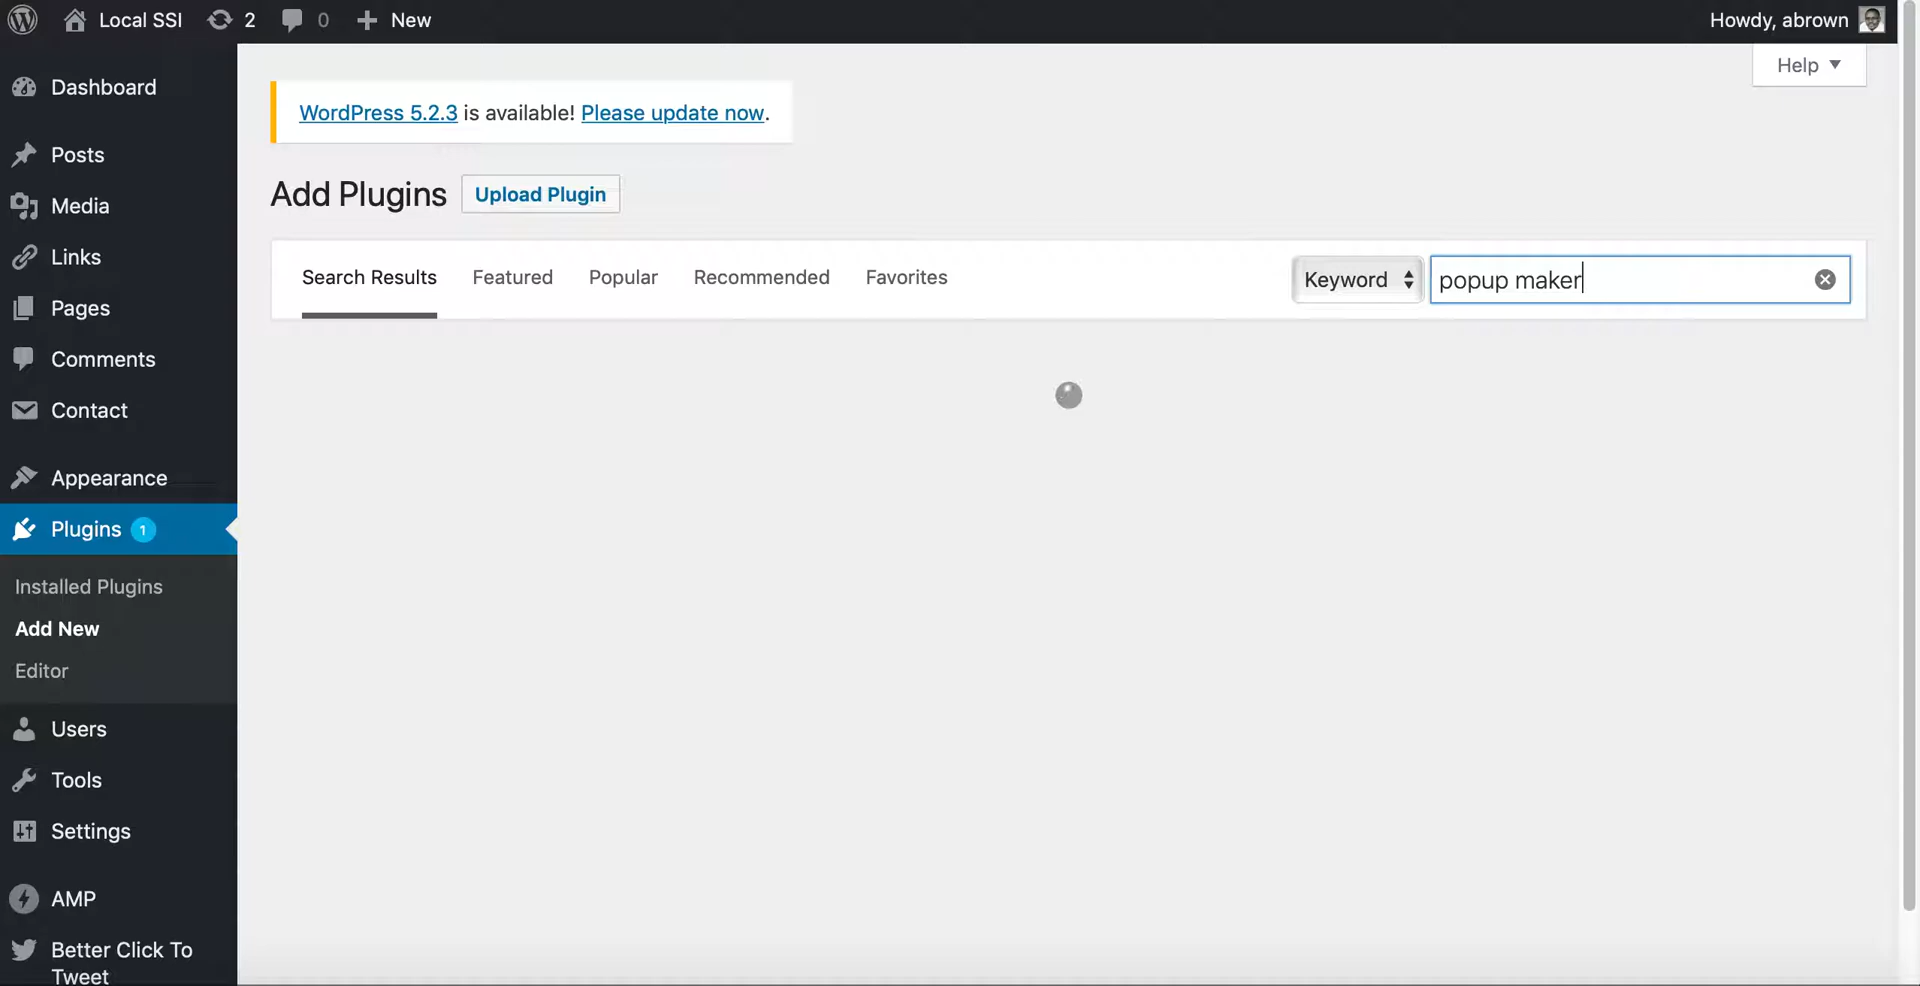 Local SSI 2 0 New Howdy, abrown
Help
Dashboard
Posts
Media
Links
Pages
Comments
Contact
Appearance
Plugins 1
Installed Plugins
Add New
Editor
Users
Tools
Settings
AMP
Better Click To
Tweet
WordPress 5.2.3 is available! Please update now.
Add Plugins Upload Plugin
Search Results Featured Popular Recommended Favorites Keyword popup maker